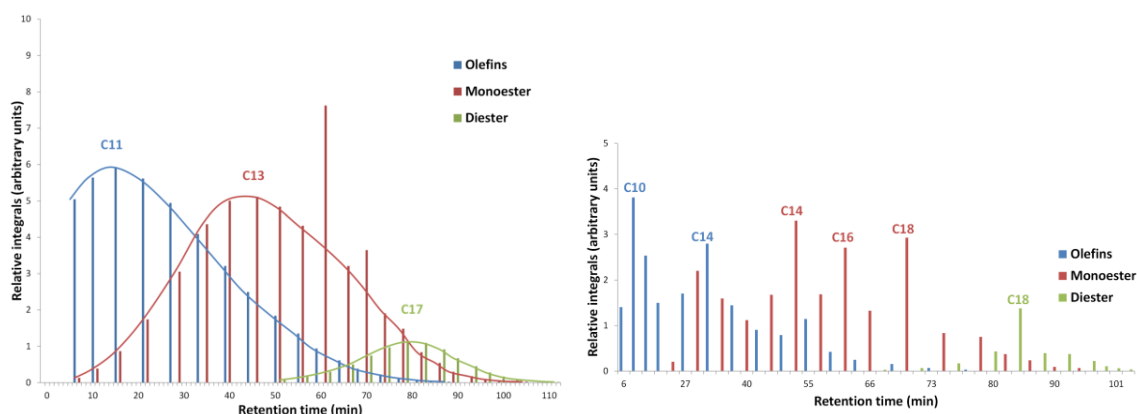 Relative integrals (arbitrary units)
10
9
8
7
6
5
4
3
2
1
0
C11
C13
C17
Olefins
Monoester
Diester
0 10 20 30 40 50 60 70 80 90 100 110
Retention time (min)
Relative integrals (arbitrary units)
5
4
3
2
1
0
C10
C14
C14
C16
C18
C18
Olefins
Monoester
Diester
6 27 40 55 66 73 80 90 101
Retention time (min)